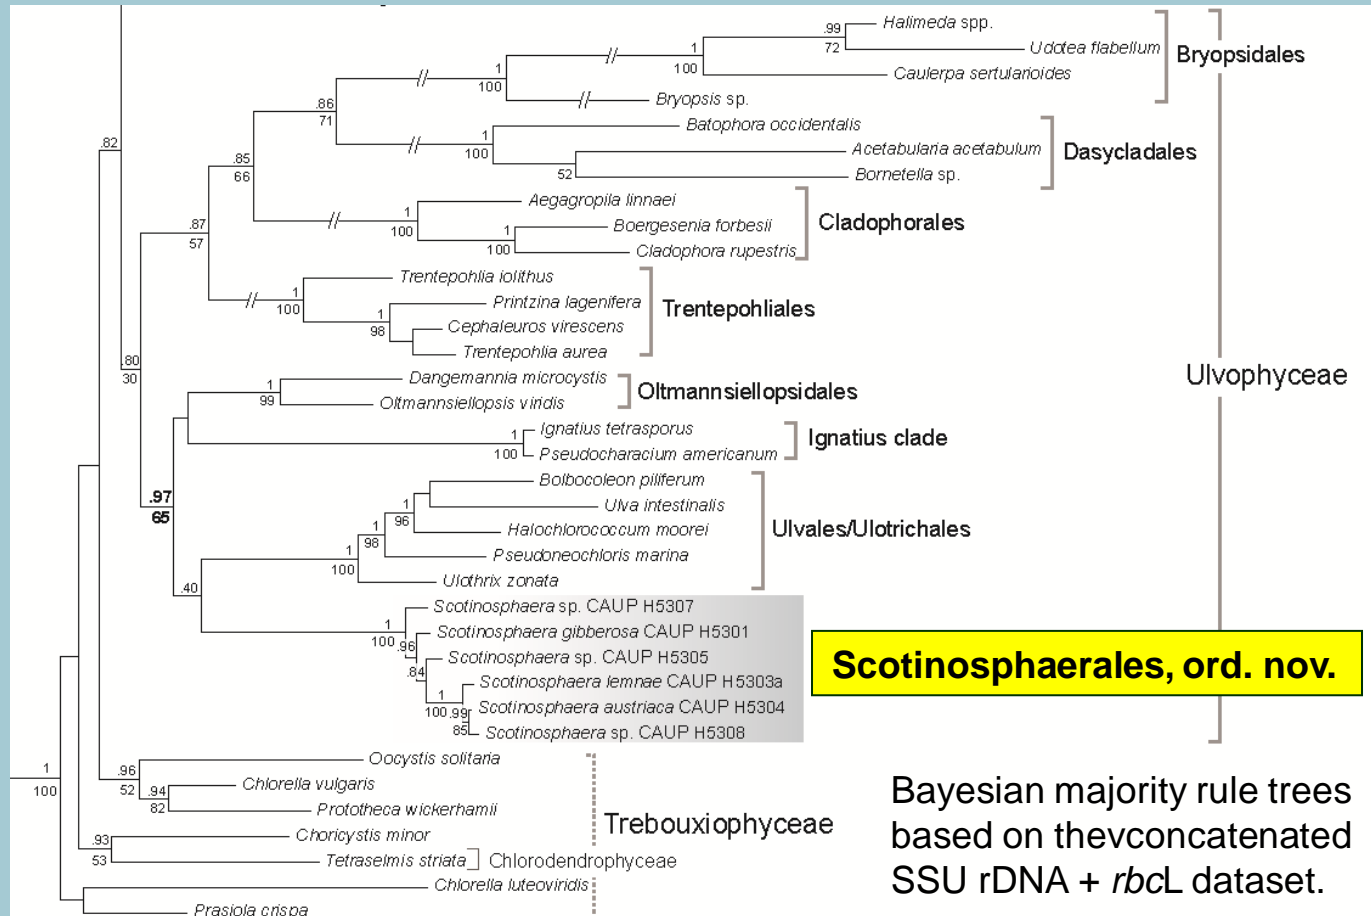 Halimeda spp.
.99
72
Udotea flabellum
Bryopsidales
1
100
Caulerpa sertularioides
1
100
Bryopsis sp.
.86
71
Batophora occidentalis
1
100
Acetabularia acetabulum
Dasycladales
52
Bornetella sp.
.82
.85
66
Aegagropila linnaei
1
100
Boergesenia forbesii
Cladophorales
1
100
Cladophora rupestris
.87
57
Trentepohlia iolithus
1
100
Printzina lagenifera
Trentepohliales
1
98
Cephaleuros virescens
Trentepohlia aurea
.80
30
Ulvophyceae
Dangemannia microcystis
1
99
Oltmannsiellopsidales
Oltmannsiellopsis viridis
Ignatius tetrasporus
1
100
Ignatius clade
Pseudocharacium americanum
.97
65
Bolbocoleon piliferum
Ulva intestinalis
1
96
Halochlorococcum moorei
Ulvales/Ulotrichales
1
98
Pseudoneochloris marina
1
100
Ulothrix zonata
.40
Scotinosphaera sp. CAUP H5307
1
100
Scotinosphaera gibberosa CAUP H5301
.96
Scotinosphaera sp. CAUP H5305
.84
Scotinosphaera lemnae CAUP H5303a
1
100
Scotinosphaera austriaca CAUP H5304
.99
85
Scotinosphaera sp. CAUP H5308
Scotinosphaerales, ord. nov.
Oocystis solitaria
.96
52
Chlorella vulgaris
.94
82
Prototheca wickerhamii
1
100
Trebouxiophyceae
Choricystis minor
.93
53
Tetraselmis striata
Chlorodendrophyceae
Chlorella luteoviridis
Prasiola crispa
Bayesian majority rule trees
based on thevconcatenated
SSU rDNA + rbcL dataset.